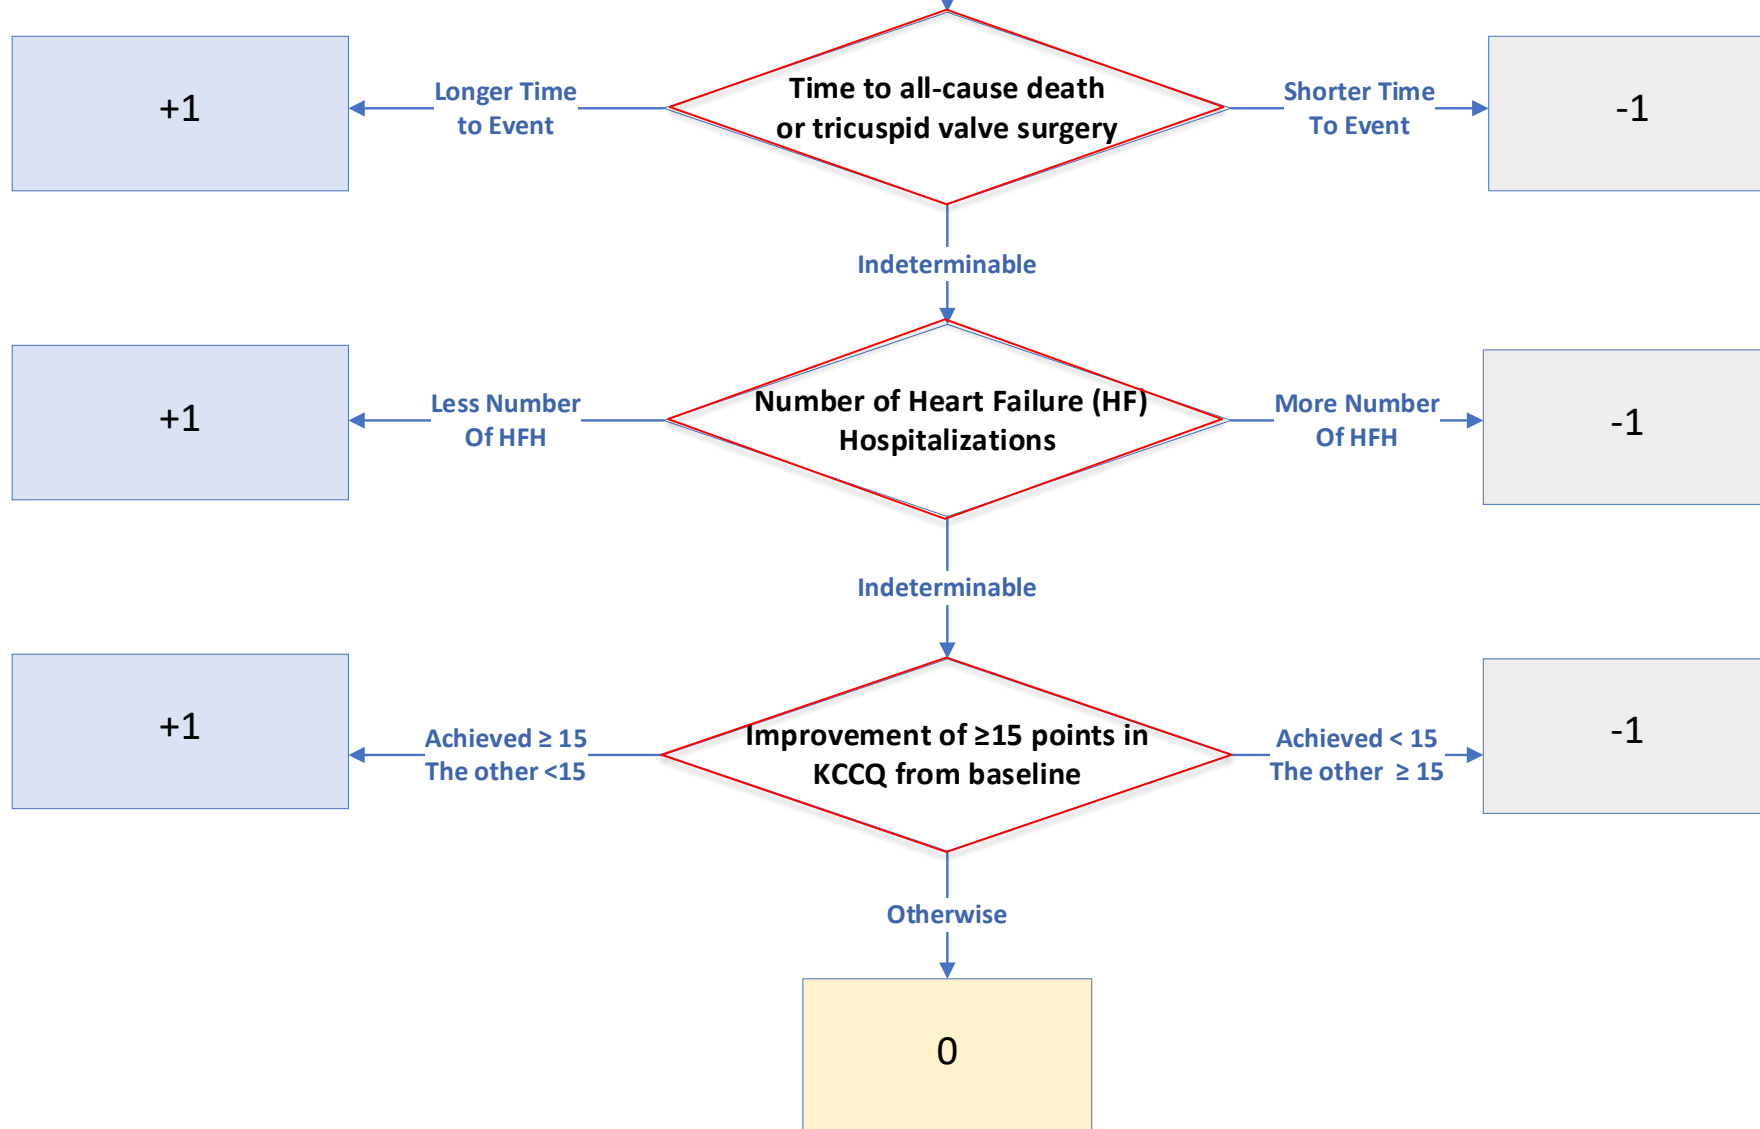 +1
Longer Time
to Event
Time to all-cause death
or tricuspid valve surgery
Shorter Time
To Event
-1
Indeterminable
+1
Less Number
Of HFH
Number of Heart Failure (HF)
Hospitalizations
More Number
Of HFH
-1
Indeterminable
+1
Achieved ≥ 15
The other <15
Improvement of ≥15 points in
KCCQ from baseline
Achieved < 15
The other ≥ 15
-1
Otherwise
0